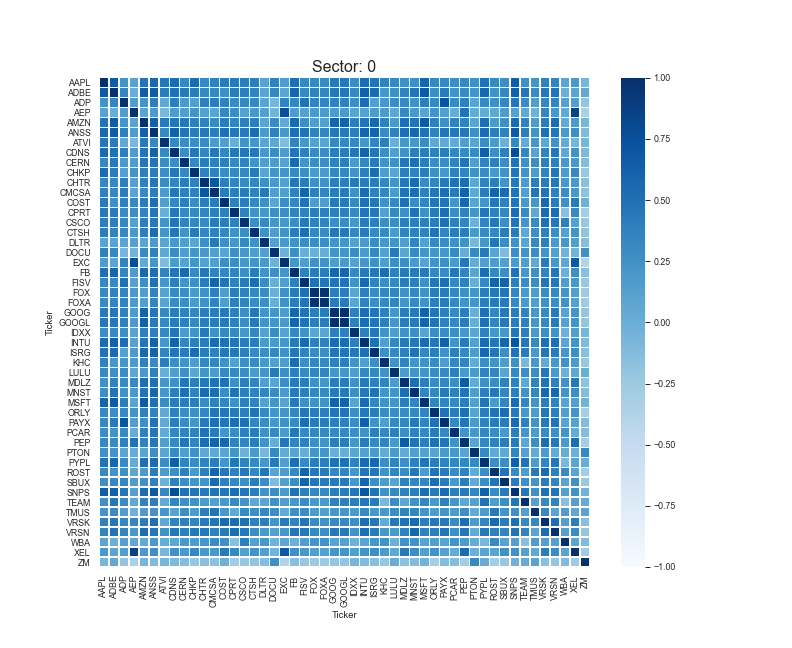 Sector: 0
AAPL
ADBE
ADP
AEP
AMZN
ANSS
ATVI
CDNS
CERN
CHKP
CHTR
CMCSA
COST
CPRT
CSCO
CTSH
DLTR
DOCU
EXC
FB
FISV
FOX
FOXA
GOOG
GOOGL
IDXX
INTU
ISRG
KHC
LULU
MDLZ
MNST
MSFT
ORLY
PAYX
PCAR
PEP
PTON
PYPL
ROST
SBUX
SNPS
TEAM
TMUS
VRSK
VRSN
WBA
XEL
ZM
Ticker
AAPL
ADBE
ADP
AEP
AMZN
ANSS
ATVI
CDNS
CERN
CHKP
CHTR
CMCSA
COST
CPRT
CSCO
CTSH
DLTR
DOCU
EXC
FB
FISV
FOX
FOXA
GOOG
GOOGL
IDXX
INTU
ISRG
KHC
LULU
MDLZ
MNST
MSFT
ORLY
PAYX
PCAR
PEP
PTON
PYPL
ROST
SBUX
SNPS
TEAM
TMUS
VRSK
VRSN
WBA
XEL
ZM
Ticker
1.00
0.75
0.50
0.25
0.00
−0.25
−0.50
−0.75
−1.00